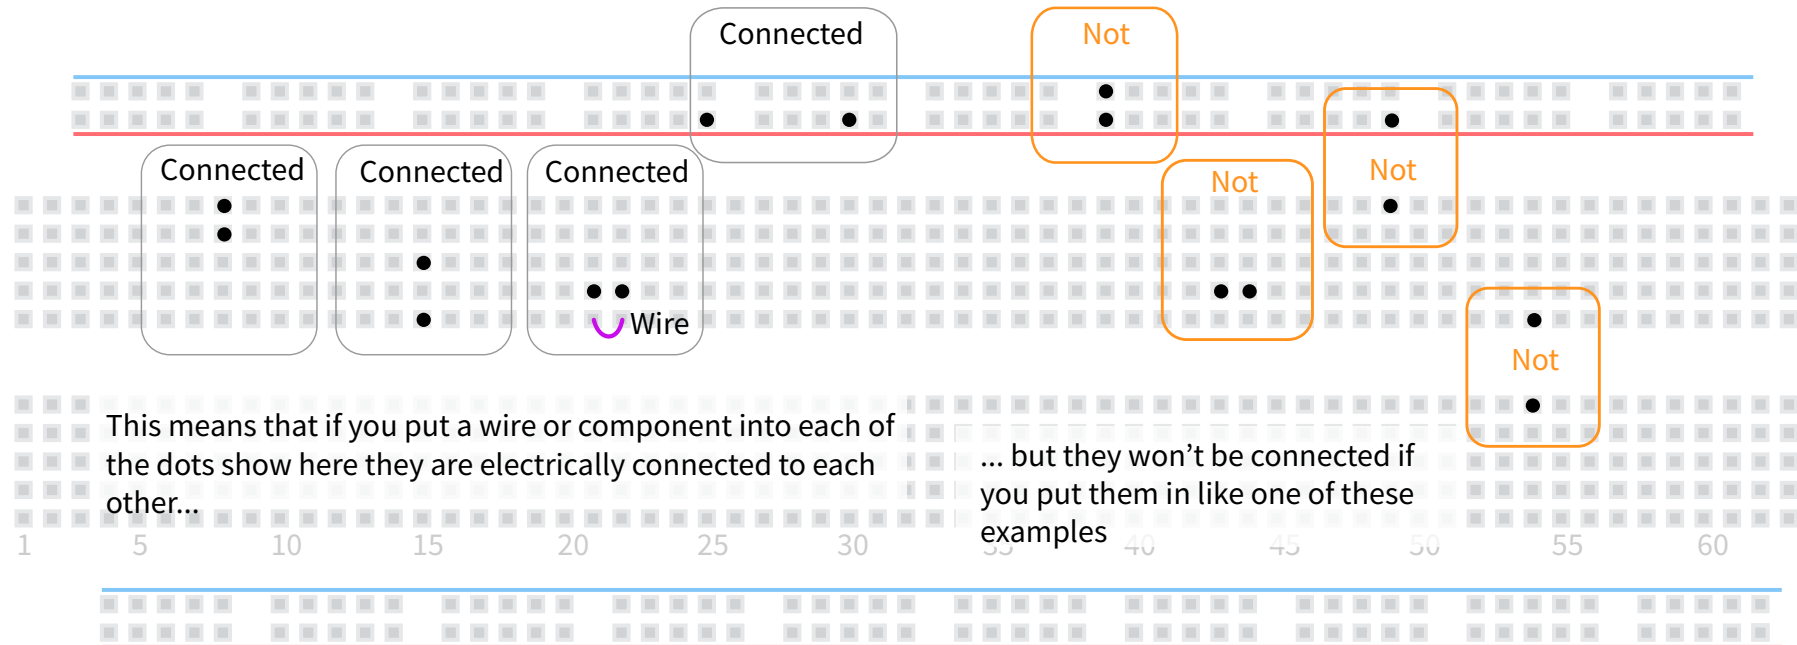 Connected
Not
Connected
Connected
Connected
Not
Not
Wire
Not
This means that if you put a wire or component into each of
the dots show here they are electrically connected to each
other...
... but they won’t be connected if
you put them in like one of these
examples
1 5 10 15 20 25 30 35 40 45 50 55 60